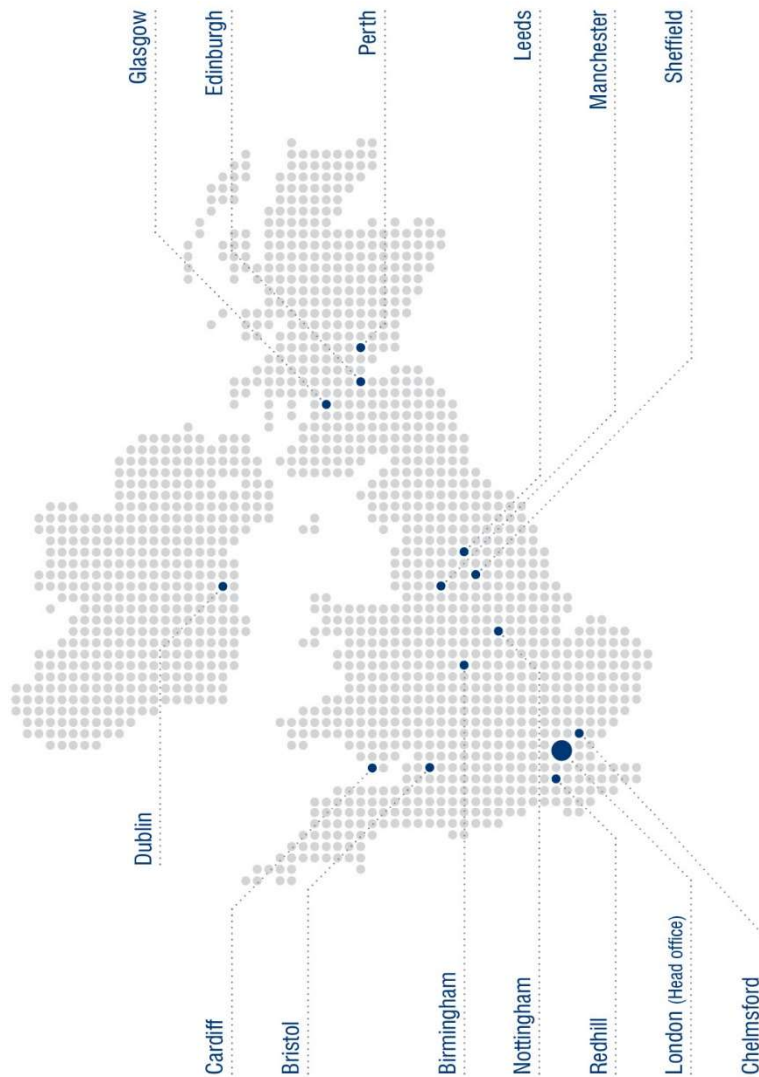 Glasgow
Edinburgh
Perth
Leeds
Manchester
Sheffield
Dublin
Cardiff
Bristol
Birmingham
Nottingham
Redhill
London (Head office)
Chelmsford